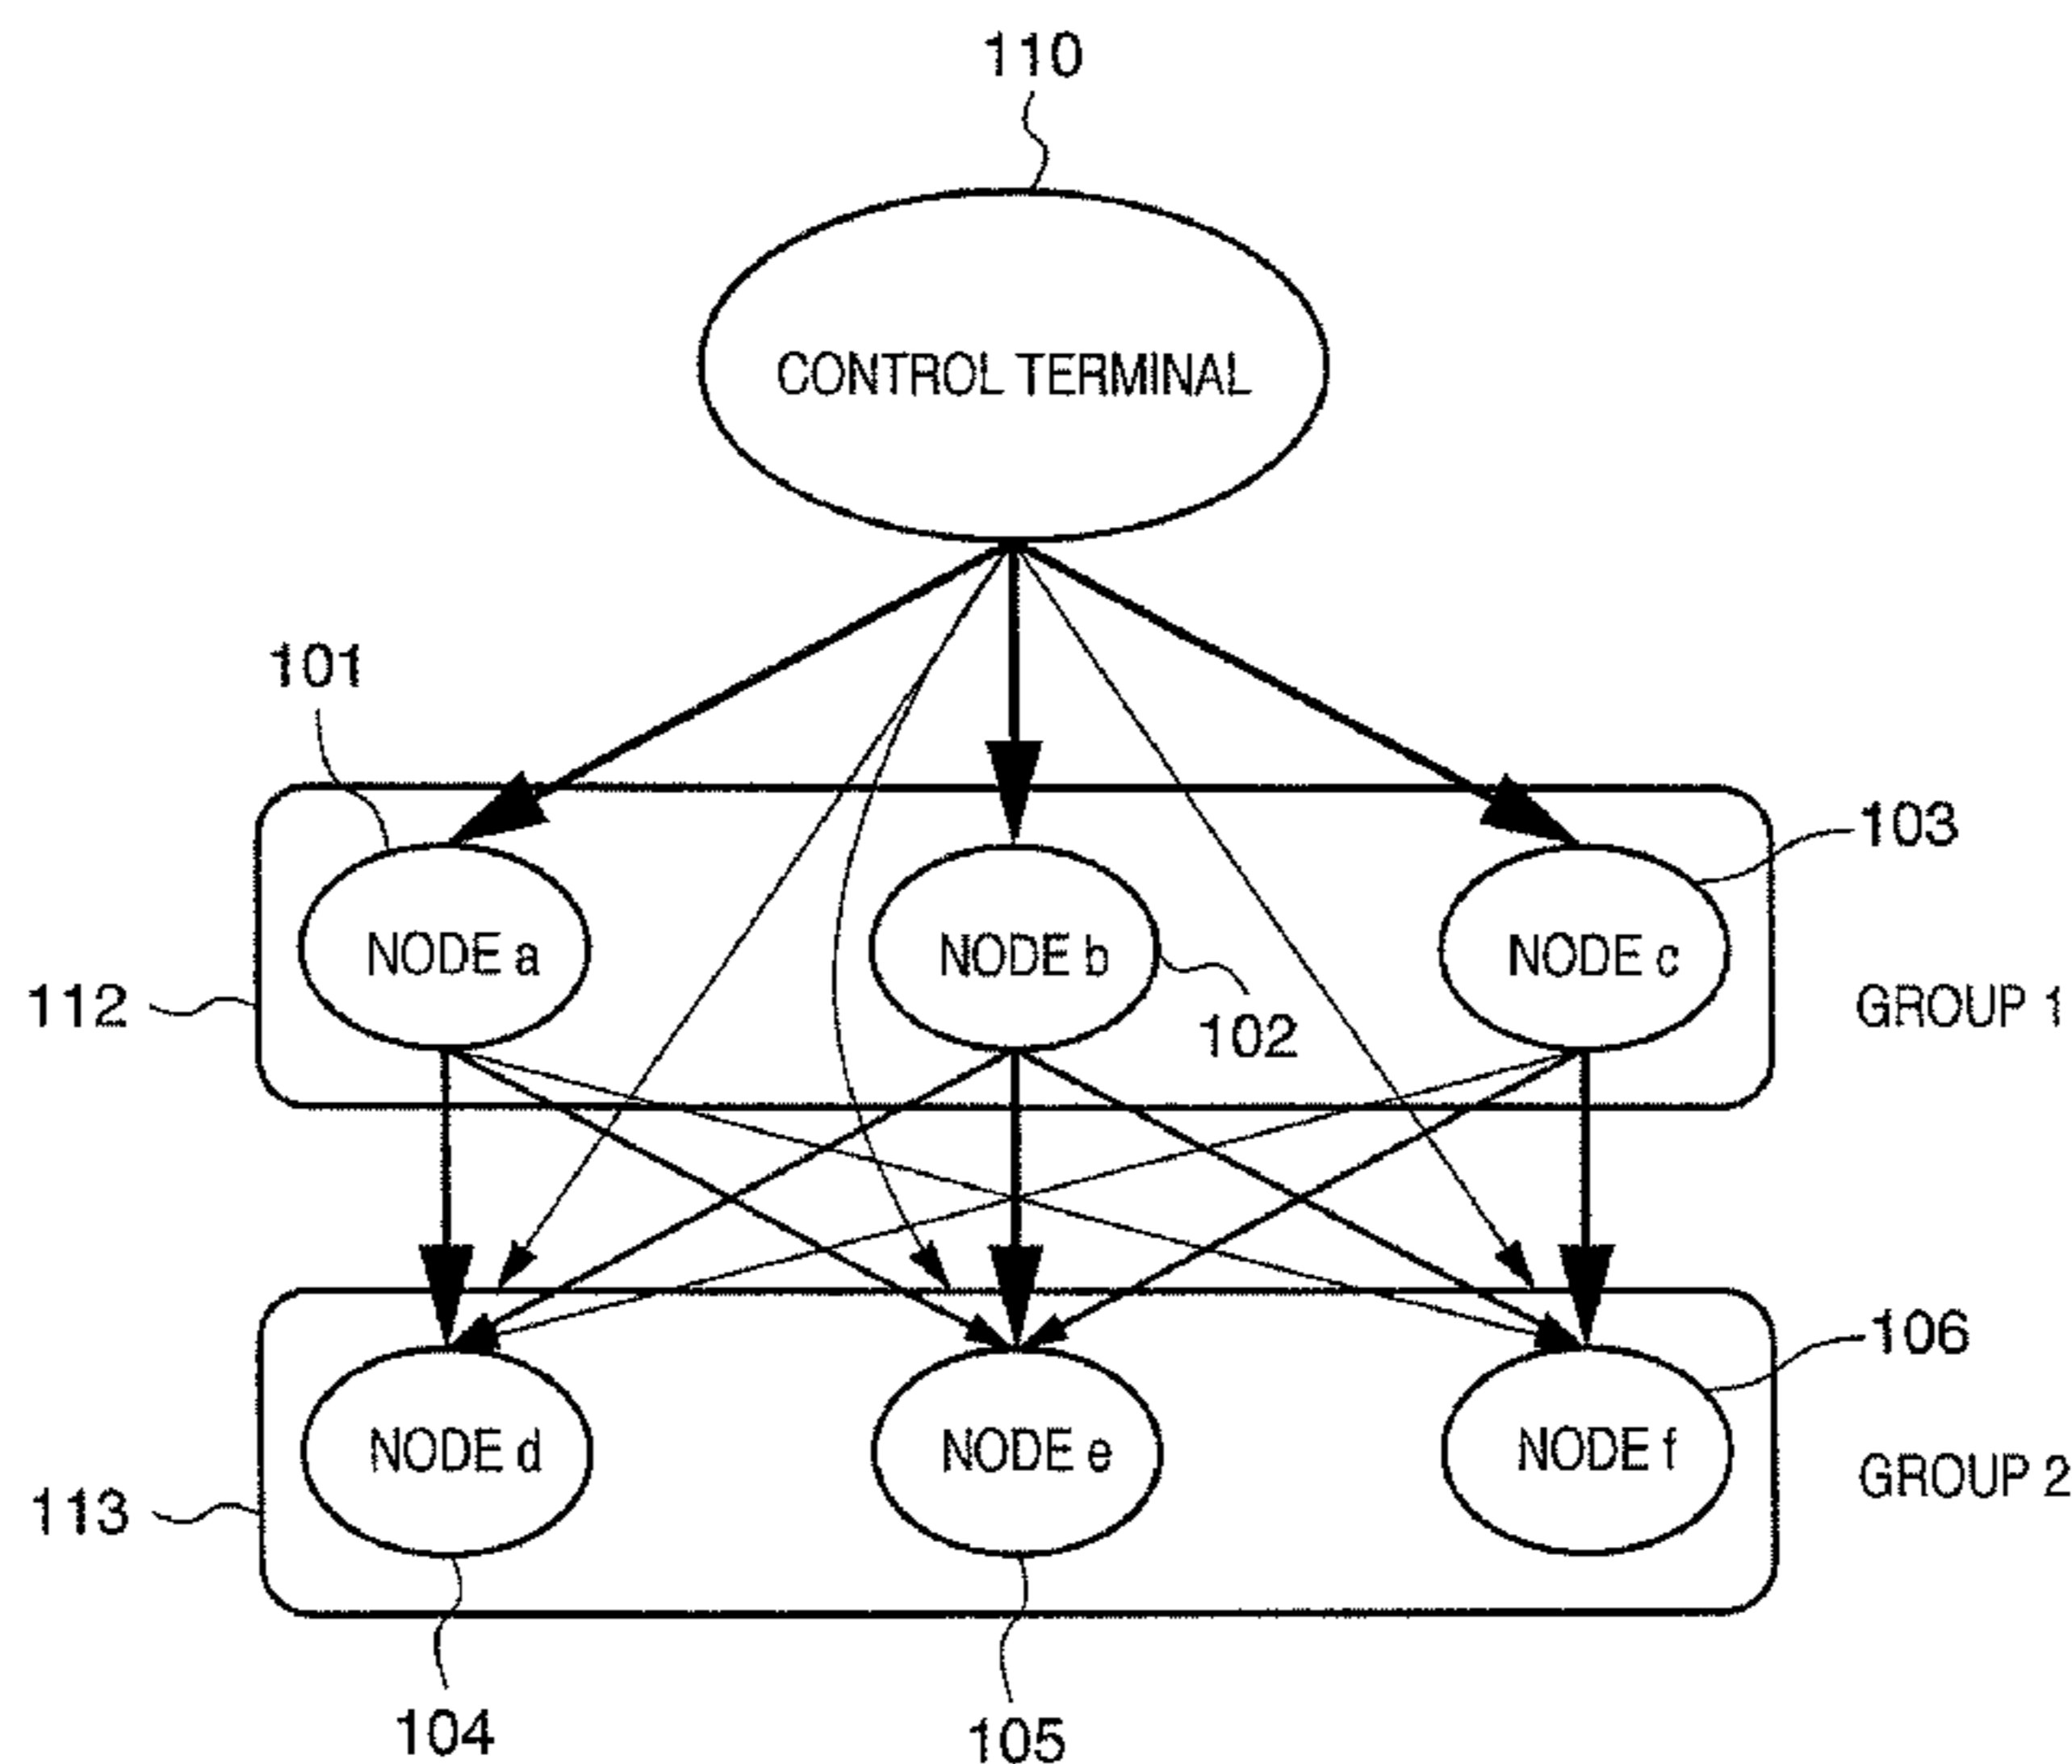 110
CONTROL TERMINAL
101
103
NODE a
NODE b
NODE c
112
102
GROUP 1
106
NODE d
NODE e
NODE f
113
GROUP 2
104
105